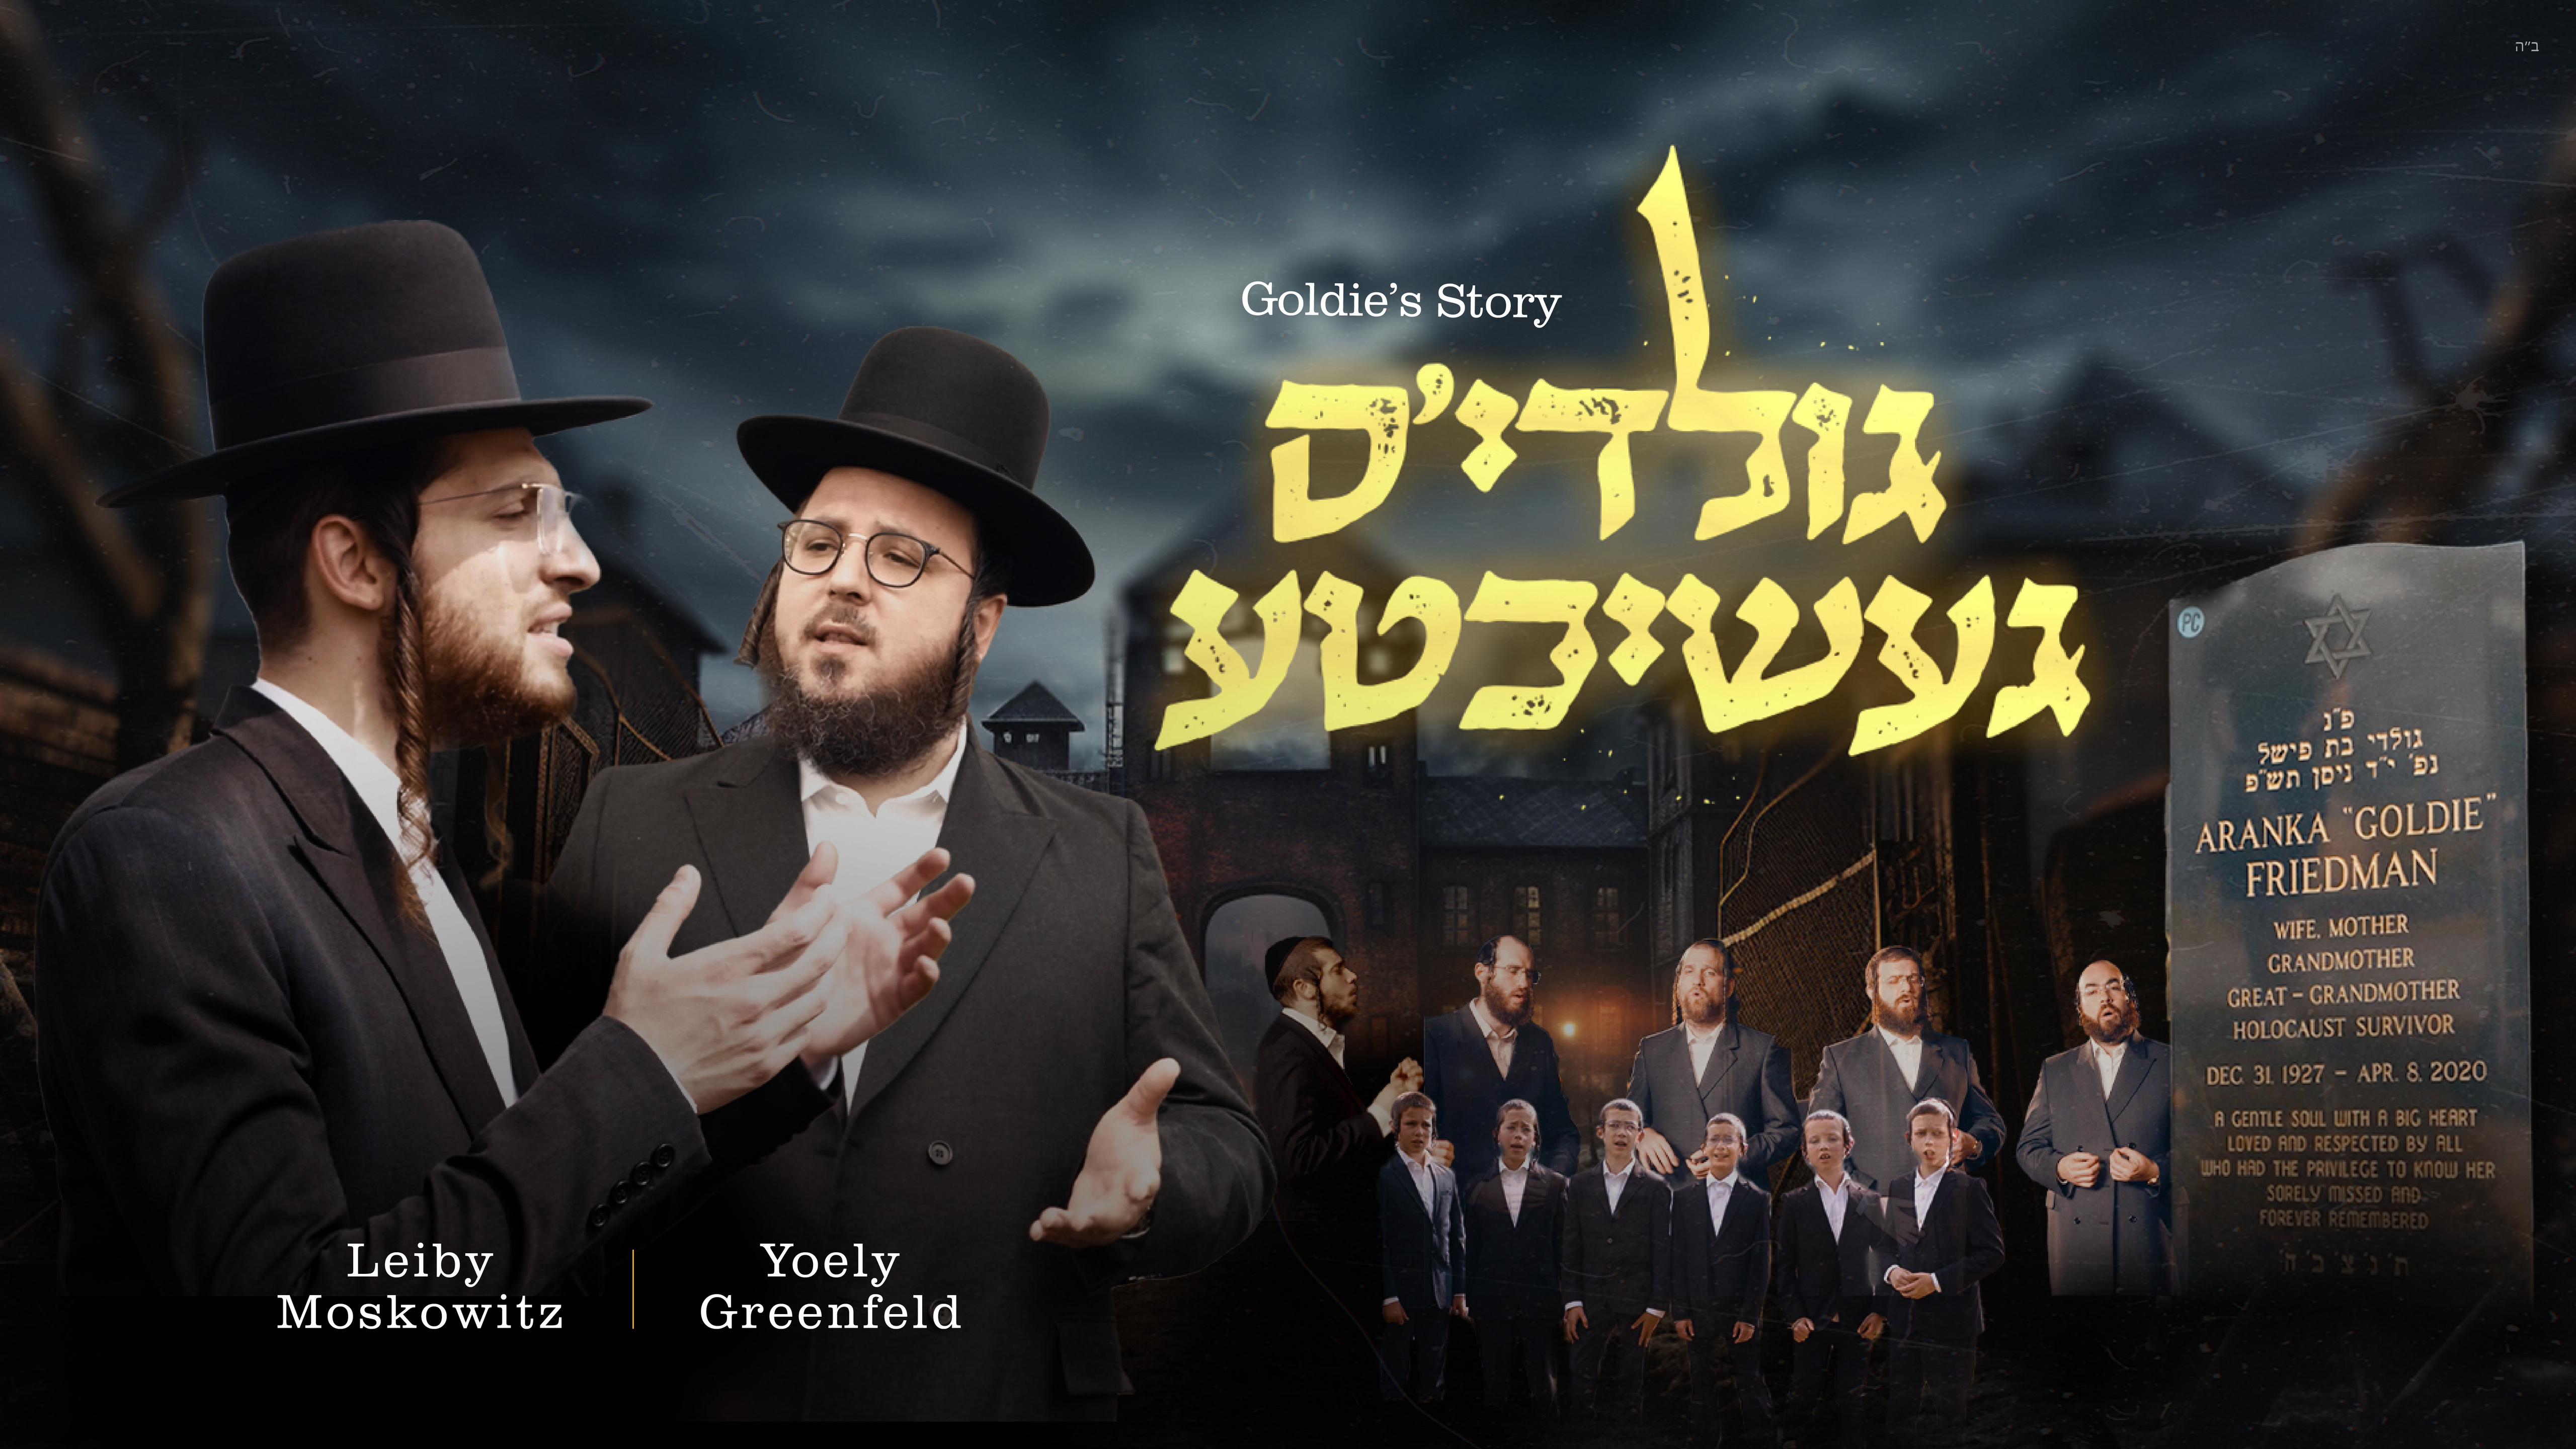 ב״ה
Goldie's Story
גולדי'ס
געשיכטע
Leiby
Moskowitz
Yoely
Greenfeld
PC
פ״נ
גולדי בת פישל
נפ' י״ד ניסן תש״פ
ARANKA "GOLDIE"
FRIEDMAN
WIFE, MOTHER
GRANDMOTHER
GREAT - GRANDMOTHER
HOLOCAUST SURVIVOR
DEC. 31, 1927 - APR. 8, 2020
A GENTLE SOUL WITH A BIG HEART
LOVED AND RESPECTED BY ALL
WHO HAD THE PRIVILEGE TO KNOW HER
SORELY MISSED AND
FOREVER REMEMBERED
ת' נ' צ' ב' ה'